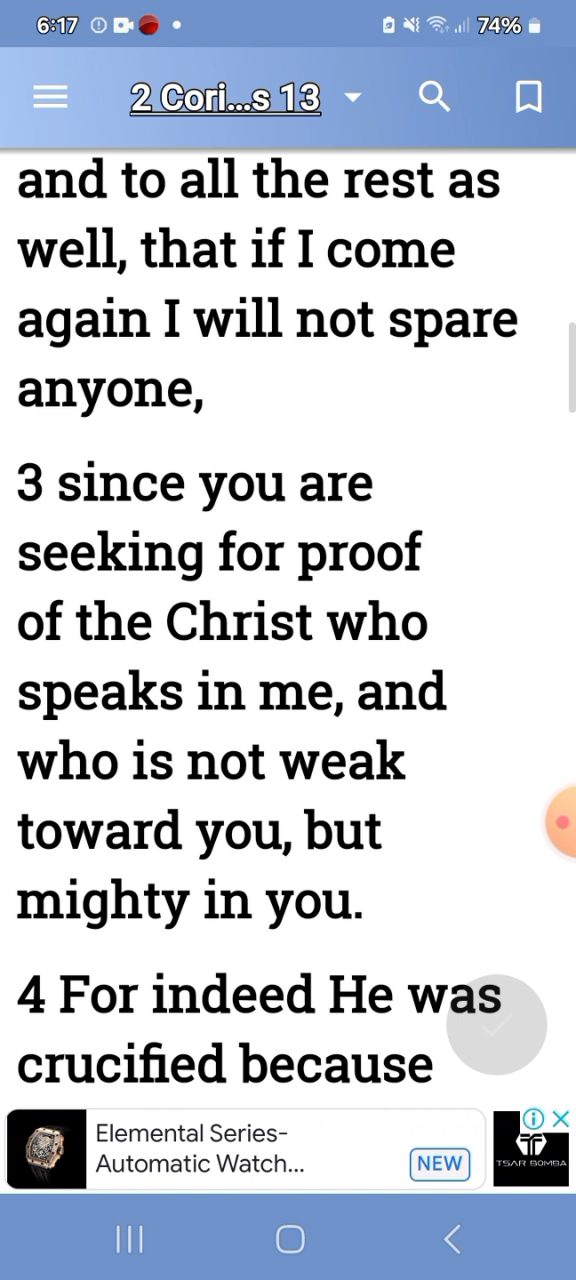 6:17
74%
2 Cori...s 13
and to all the rest as
well, that if I come
again I will not spare
anyone,
3 since you are
seeking for proof
of the Christ who
speaks in me, and
who is not weak
toward you, but
mighty in you.
4 For indeed He was
crucified because
Elemental Series-
Automatic Watch...
NEW
TSAR BOMBA